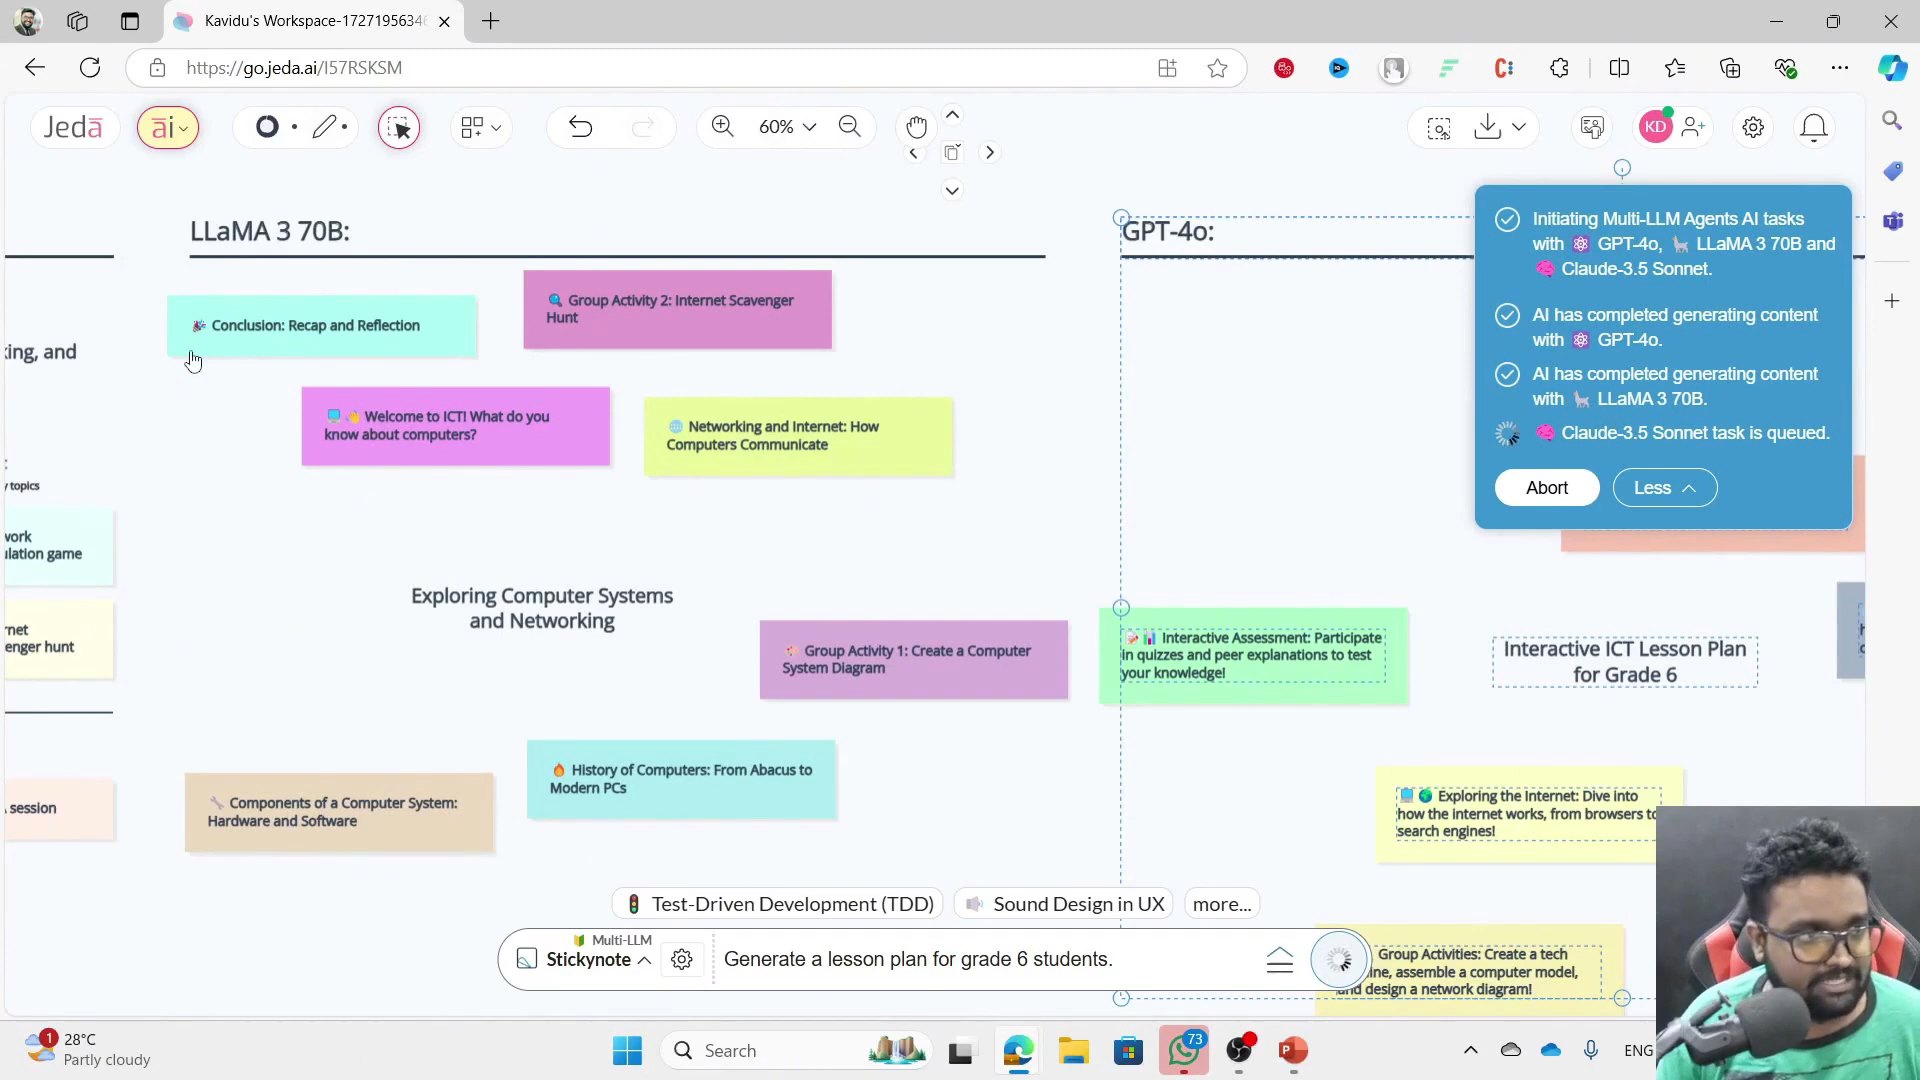 Kavidu's Workspace-1727195634
https://go.jeda.ai/I57RSKSM
Jedā
āi
60%
KD
LLaMA 3 70B:
GPT-4o:
Initiating Multi-LLM Agents AI tasks
with GPT-4o, LLaMA 3 70B and
Claude-3.5 Sonnet.
AI has completed generating content
with GPT-4o.
AI has completed generating content
with LLaMA 3 70B.
Claude-3.5 Sonnet task is queued.
Abort
Less
Conclusion: Recap and Reflection
Group Activity 2: Internet Scavenger
Hunt
Welcome to ICT! What do you
know about computers?
Networking and Internet: How
Computers Communicate
Exploring Computer Systems
and Networking
Group Activity 1: Create a Computer
System Diagram
History of Computers: From Abacus to
Modern PCs
Components of a Computer System:
Hardware and Software
king, and
y topics
work
ulation game
rnet
enger hunt
session
Interactive Assessment: Participate
in quizzes and peer explanations to test
your knowledge!
Interactive ICT Lesson Plan
for Grade 6
Exploring the Internet: Dive into
how the internet works, from browsers to
search engines!
Group Activities: Create a tech
line, assemble a computer model,
and design a network diagram!
Test-Driven Development (TDD)
Sound Design in UX
more...
Multi-LLM
Stickynote
Generate a lesson plan for grade 6 students.
1
28°C
Partly cloudy
Search
73
ENG